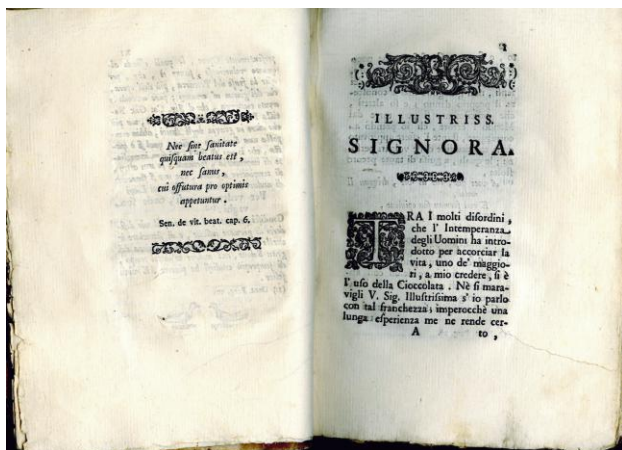 Nec sine sanitate
quisquam beatus est,
nec sanus,
cui offutura pro optimis
appetuntur.
Sen. de vit. beat. cap. 6.
ILLUSTRISS.
SIGNORA.
TRA I molti disordini,
che l' Intemperanza
degli Uomini ha intro-
dotto per accorciar la
vita, uno de' maggio-
ri, a mio credere, si è
l' uso della Cioccolata. Nè si mara-
vigli V. Sig. Illustrissima s' io parlo
con tal franchezza; imperocchè una
lunga esperienza me ne rende cer-
A to,